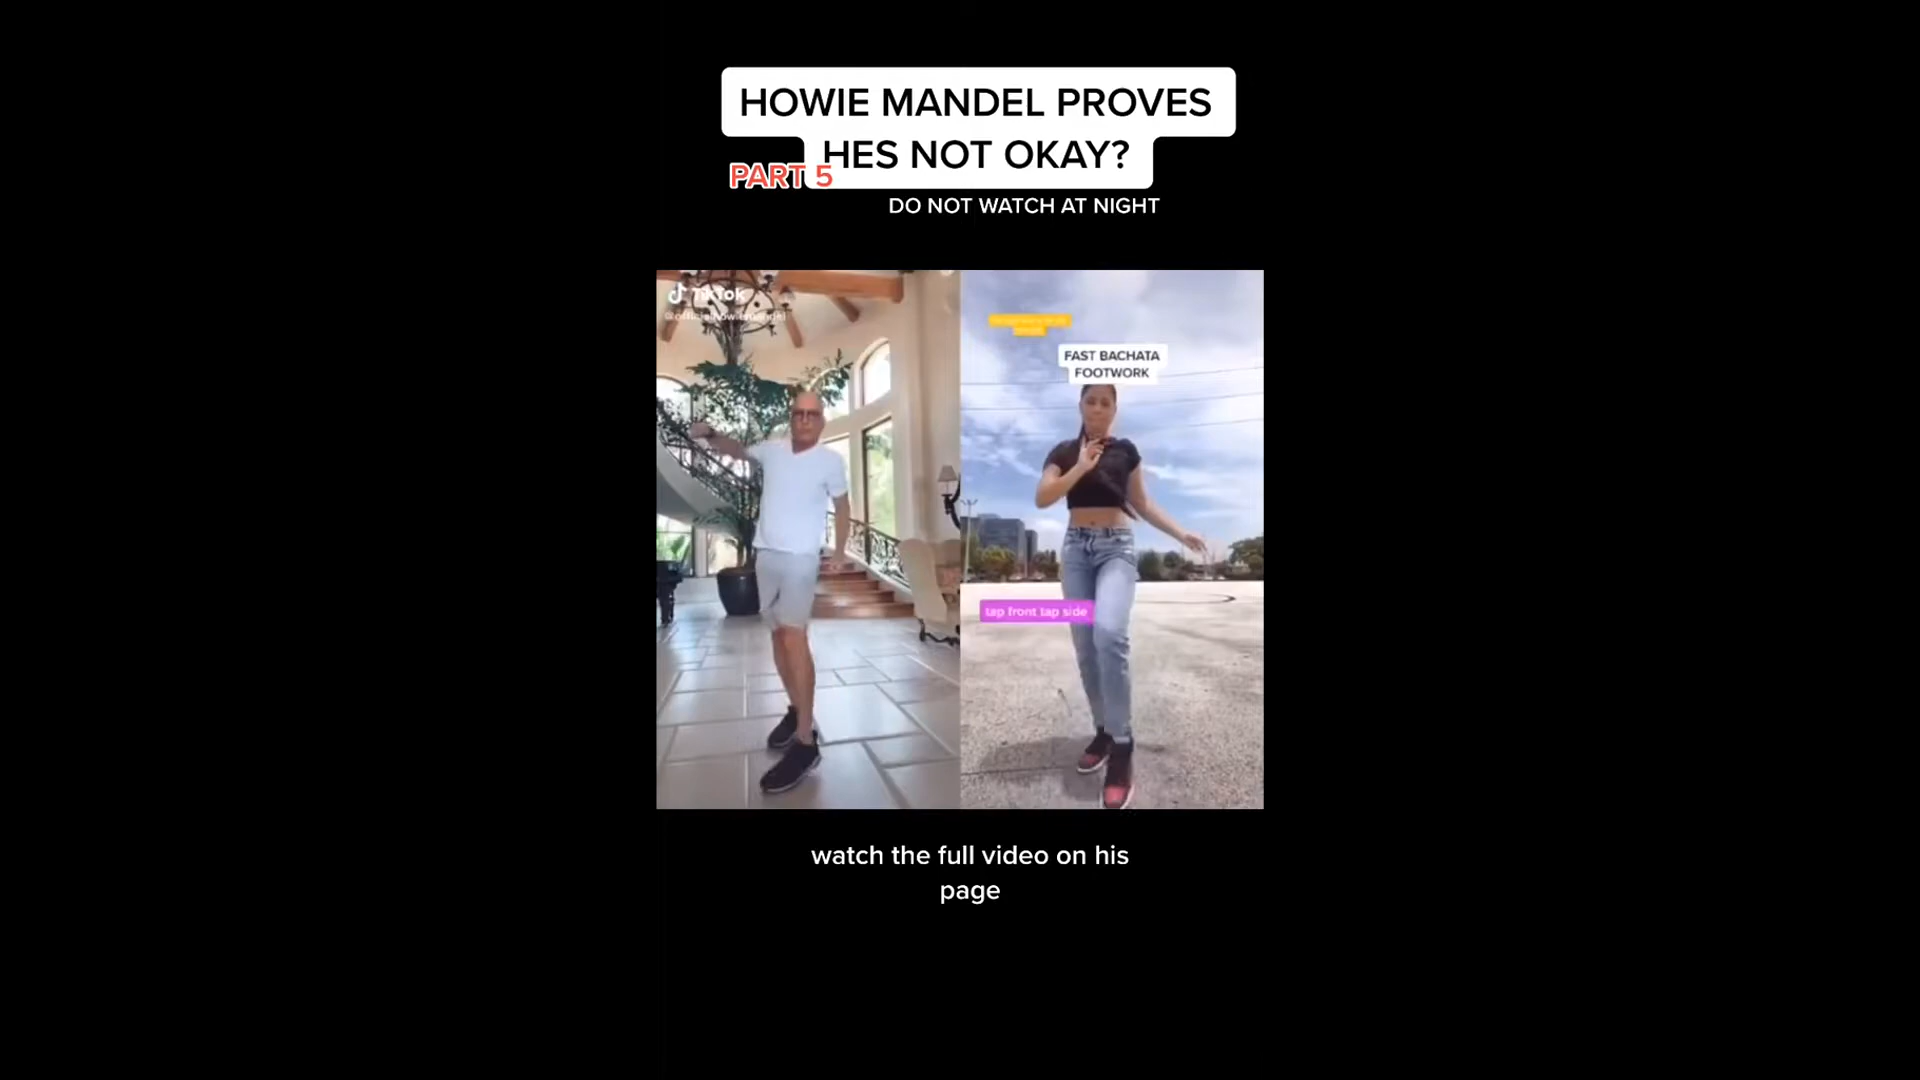 HOWIE MANDEL PROVES
HES NOT OKAY?
PART 5
DO NOT WATCH AT NIGHT
TikTok
FAST BACHATA
FOOTWORK
tap front tap side
watch the full video on his
page